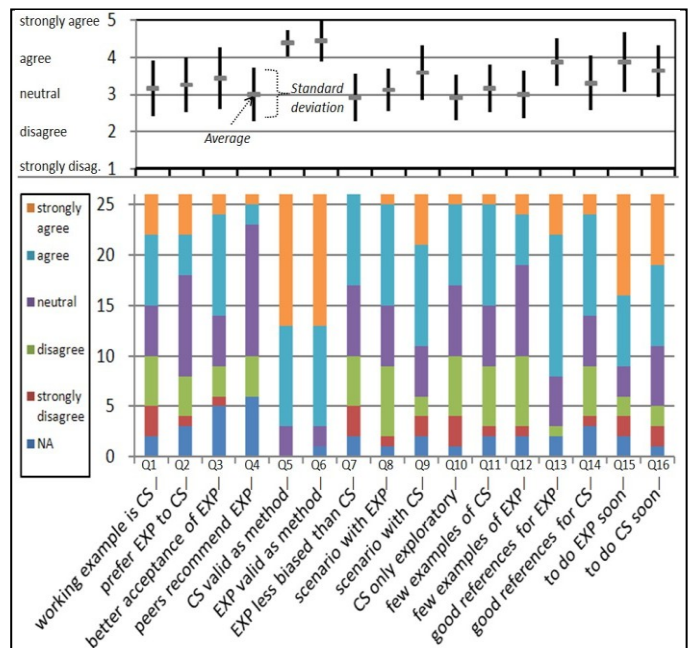 strongly agree 5
agree 4
neutral 3
disagree 2
strongly disag. 1
Standard
deviation
Average
strongly
agree
agree
neutral
disagree
strongly
disagree
NA
25
20
15
10
5
0
Q1 Q2 Q3 Q4 Q5 Q6 Q7 Q8 Q9 Q10 Q11 Q12 Q13 Q14 Q15 Q16
working example is CS
prefer EXP to CS
better acceptance of EXP
peers recommend EXP
CS valid as method
EXP valid as method
EXP less biased than CS
scenario with EXP
scenario with CS
CS only exploratory
few examples of CS
few examples of EXP
good references for EXP
good references for CS
to do EXP soon
to do CS soon